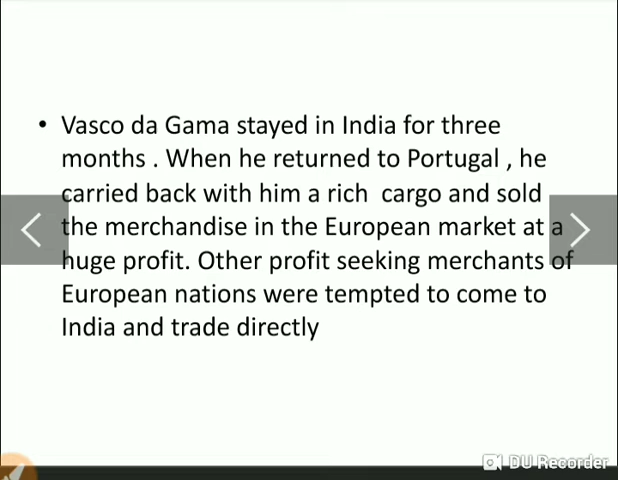 • Vasco da Gama stayed in India for three
months . When he returned to Portugal , he
carried back with him a rich cargo and sold
the merchandise in the European market at a
huge profit. Other profit seeking merchants of
European nations were tempted to come to
India and trade directly
DU Recorder